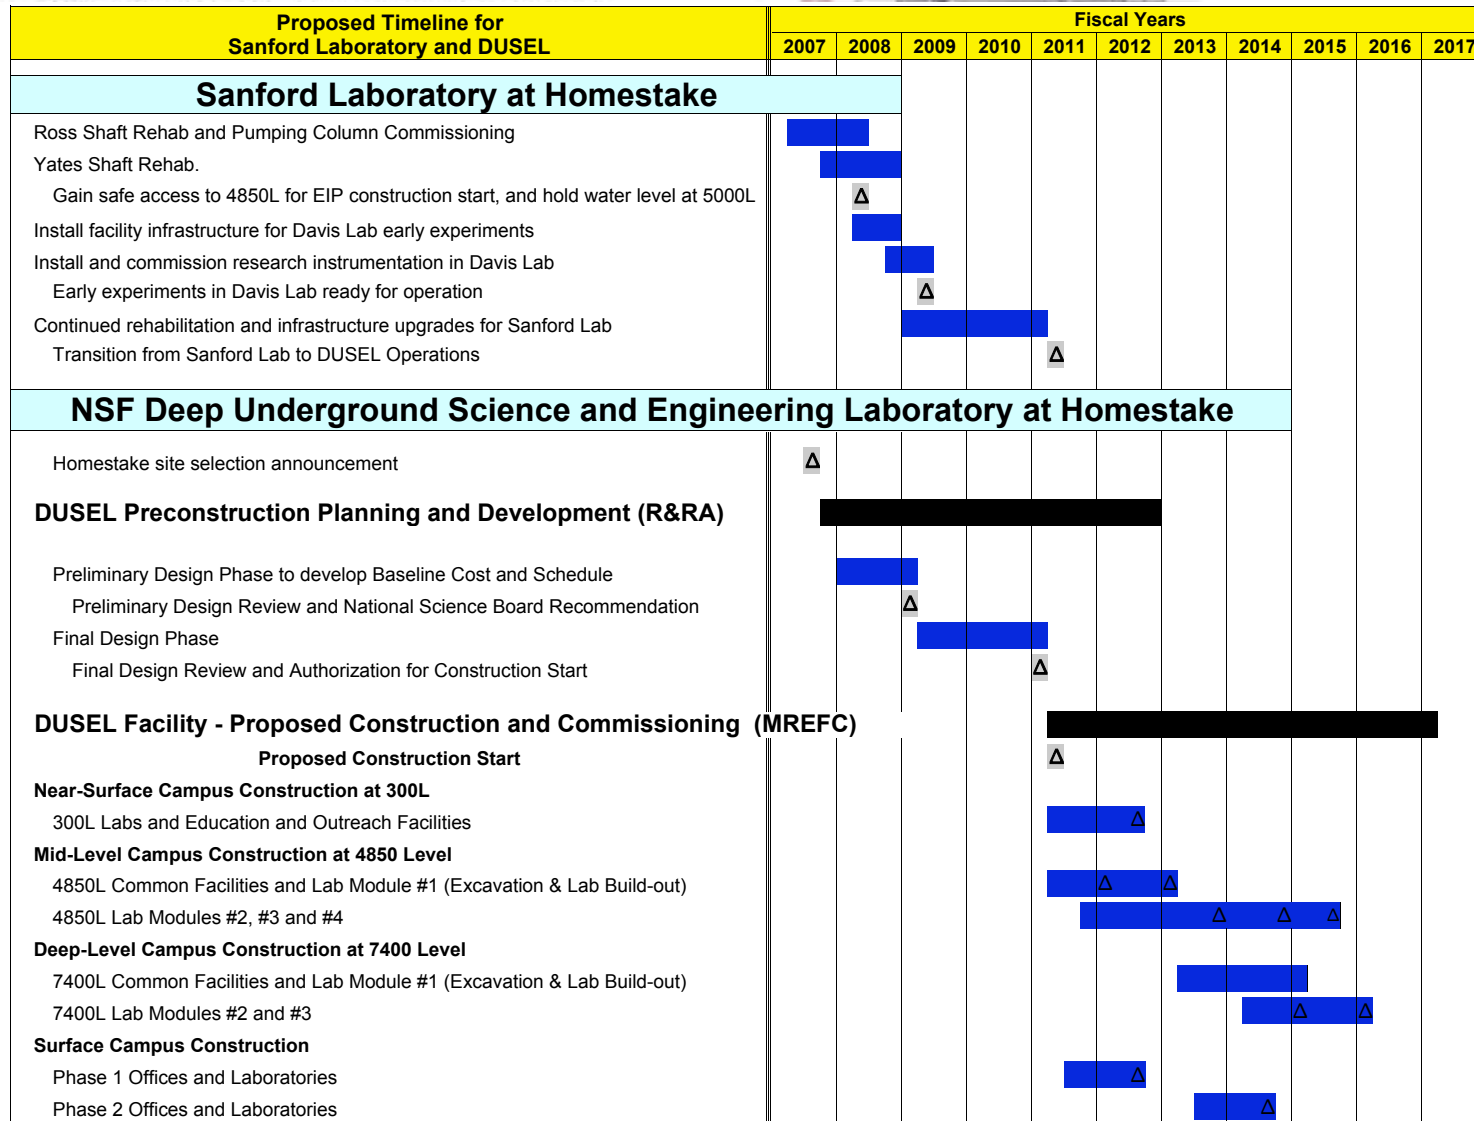 Proposed Timeline for
Sanford Laboratory and DUSEL
Fiscal Years
2007 2008 2009 2010 2011 2012 2013 2014 2015 2016 2017
Sanford Laboratory at Homestake
Ross Shaft Rehab and Pumping Column Commissioning
Yates Shaft Rehab.
Gain safe access to 4850L for EIP construction start, and hold water level at 5000L
Δ
Install facility infrastructure for Davis Lab early experiments
Install and commission research instrumentation in Davis Lab
Early experiments in Davis Lab ready for operation
Δ
Continued rehabilitation and infrastructure upgrades for Sanford Lab
Transition from Sanford Lab to DUSEL Operations
Δ
NSF Deep Underground Science and Engineering Laboratory at Homestake
Homestake site selection announcement
Δ
DUSEL Preconstruction Planning and Development (R&RA)
Preliminary Design Phase to develop Baseline Cost and Schedule
Preliminary Design Review and National Science Board Recommendation
Δ
Final Design Phase
Final Design Review and Authorization for Construction Start
Δ
DUSEL Facility - Proposed Construction and Commissioning (MREFC)
Proposed Construction Start
Δ
Near-Surface Campus Construction at 300L
300L Labs and Education and Outreach Facilities
Δ
Mid-Level Campus Construction at 4850 Level
4850L Common Facilities and Lab Module #1 (Excavation & Lab Build-out)
Δ Δ
4850L Lab Modules #2, #3 and #4
Δ Δ Δ
Deep-Level Campus Construction at 7400 Level
7400L Common Facilities and Lab Module #1 (Excavation & Lab Build-out)
7400L Lab Modules #2 and #3
Δ Δ
Surface Campus Construction
Phase 1 Offices and Laboratories
Δ
Phase 2 Offices and Laboratories
Δ